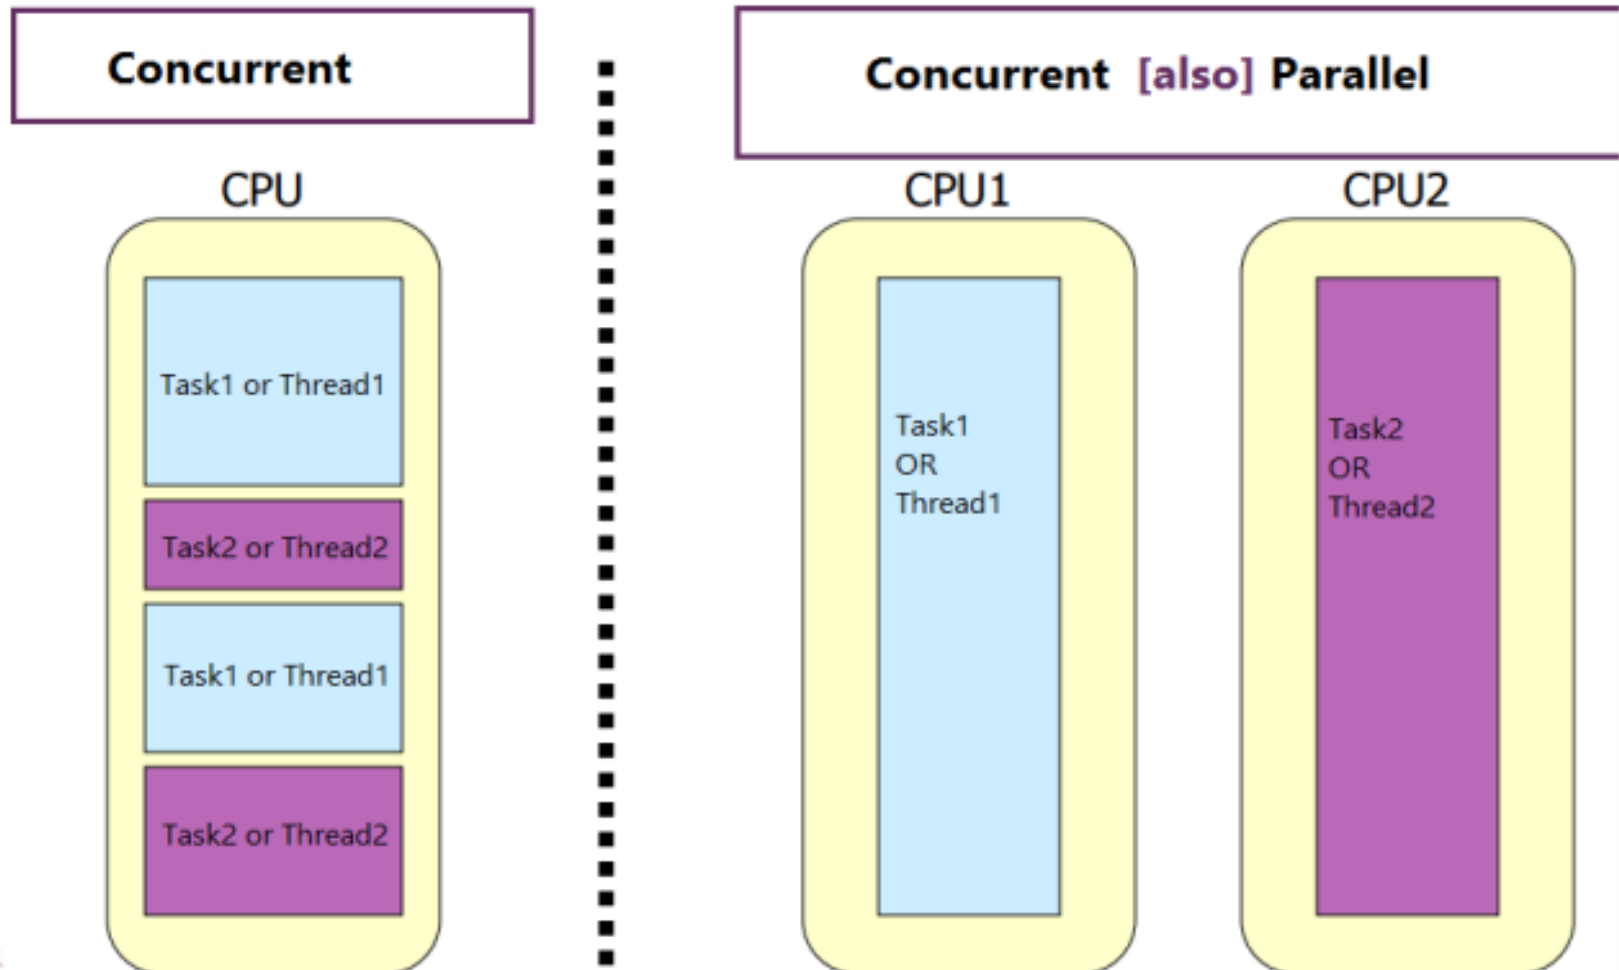 Concurrent
CPU
Task1 or Thread1
Task2 or Thread2
Task1 or Thread1
Task2 or Thread2
Concurrent [also] Parallel
CPU1
Task1
OR
Thread1
CPU2
Task2
OR
Thread2